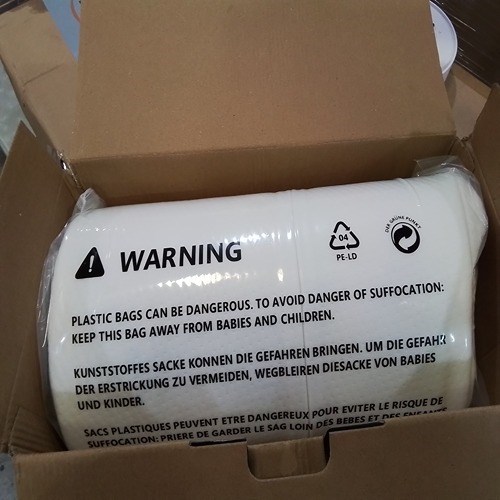 WARNING
04
PE-LD
DER GRÜNE PUNKT
PLASTIC BAGS CAN BE DANGEROUS. TO AVOID DANGER OF SUFFOCATION:
KEEP THIS BAG AWAY FROM BABIES AND CHILDREN.
KUNSTSTOFFES SACKE KONNEN DIE GEFAHREN BRINGEN. UM DIE GEFAHR
DER ERSTRICKUNG ZU VERMEIDEN, WEGBLEIREN DIESACKE VON BABIES
UND KINDER.
SACS PLASTIQUES PEUVENT ETRE DANGEREUX POUR EVITER LE RISQUE DE
SUFFOCATION: PRIERE DE GARDER LE SAG LOIN DES BEBES ET DES ENFANTS